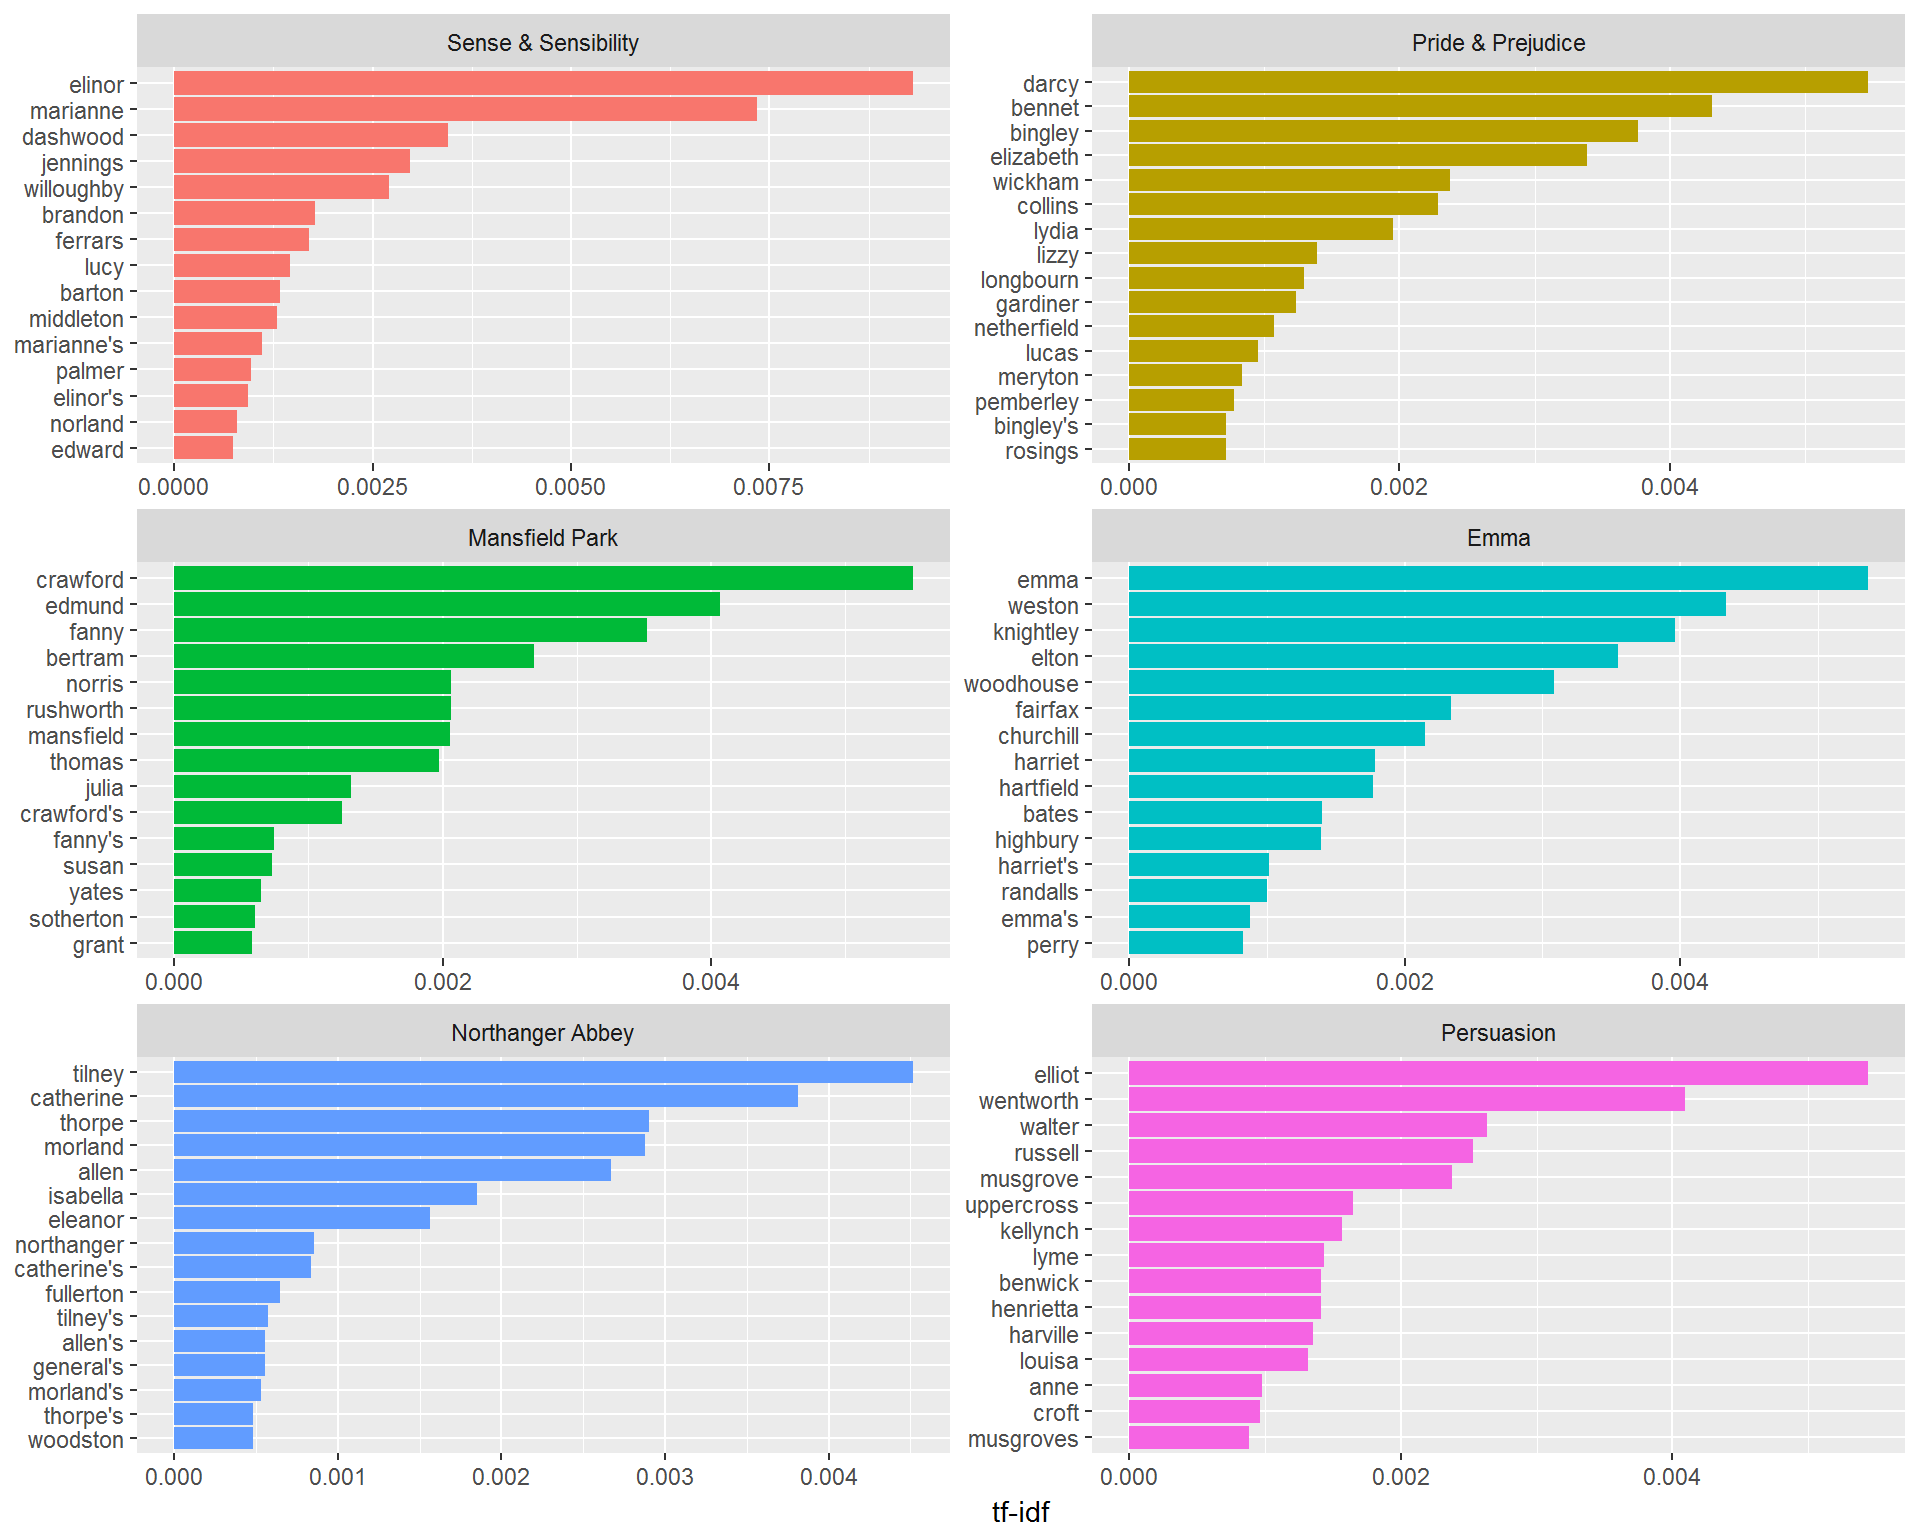 Sense & Sensibility
elinor
marianne
dashwood
jennings
willoughby
brandon
ferrars
lucy
barton
middleton
marianne's
palmer
elinor's
norland
edward
0.0000 0.0025 0.0050 0.0075
Pride & Prejudice
darcy
bennet
bingley
elizabeth
wickham
collins
lydia
lizzy
longbourn
gardiner
netherfield
lucas
meryton
pemberley
bingley's
rosings
0.000 0.002 0.004
Mansfield Park
crawford
edmund
fanny
bertram
norris
rushworth
mansfield
thomas
julia
crawford's
fanny's
susan
yates
sotherton
grant
0.000 0.002 0.004
Emma
emma
weston
knightley
elton
woodhouse
fairfax
churchill
harriet
hartfield
bates
highbury
harriet's
randalls
emma's
perry
0.000 0.002 0.004
Northanger Abbey
tilney
catherine
thorpe
morland
allen
isabella
eleanor
northanger
catherine's
fullerton
tilney's
allen's
general's
morland's
thorpe's
woodston
0.000 0.001 0.002 0.003 0.004
Persuasion
elliot
wentworth
walter
russell
musgrove
uppercross
kellynch
lyme
benwick
henrietta
harville
louisa
anne
croft
musgroves
0.000 0.002 0.004
tf-idf